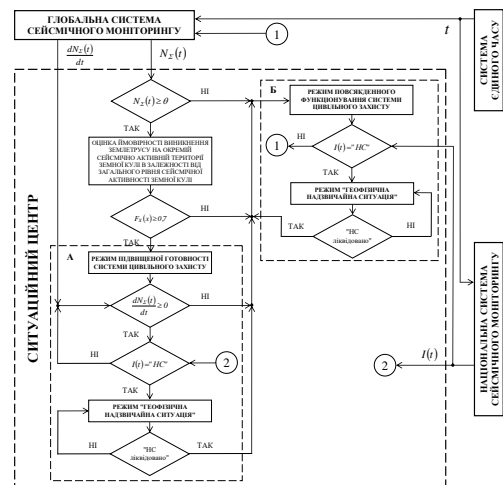 ГЛОБАЛЬНА СИСТЕМА
СЕЙСМІЧНОГО МОНІТОРИНГУ
1
t
СИСТЕМА
ЄДИНОГО ЧАСУ
dN_Σ(t)
dt
N_Σ(t)
СИТУАЦІЙНИЙ ЦЕНТР
N_Σ(t) ≥ θ
НІ
ТАК
ОЦІНКА ЙМОВІРНОСТІ ВИНИКНЕННЯ
ЗЕМЛЕТРУСУ НА ОКРЕМІЙ
СЕЙСМІЧНО АКТИВНІЙ ТЕРИТОРІЇ
ЗЕМНОЇ КУЛІ В ЗАЛЕЖНОСТІ ВІД
ЗАГАЛЬНОГО РІВНЯ СЕЙСМІЧНОЇ
АКТИВНОСТІ ЗЕМНОЇ КУЛІ
F_X(x) ≥ 0,7
НІ
ТАК
А
РЕЖИМ ПІДВИЩЕНОЇ ГОТОВНОСТІ
СИСТЕМИ ЦИВІЛЬНОГО ЗАХИСТУ
dN_Σ(t)
dt
≥ 0
НІ
ТАК
I(t)="НС"
НІ
2
ТАК
РЕЖИМ "ГЕОФІЗИЧНА
НАДЗВИЧАЙНА СИТУАЦІЯ"
"НС
ліквідовано"
НІ
ТАК
Б
РЕЖИМ ПОВСЯКДЕННОГО
ФУНКЦІОНУВАННЯ СИСТЕМИ
ЦИВІЛЬНОГО ЗАХИСТУ
НІ
1
I(t)="НС"
ТАК
РЕЖИМ "ГЕОФІЗИЧНА
НАДЗВИЧАЙНА СИТУАЦІЯ"
ТАК
"НС
ліквідовано"
НІ
2
I(t)
НАЦІОНАЛЬНА СИСТЕМА
СЕЙСМІЧНОГО МОНІТОРИНГУ